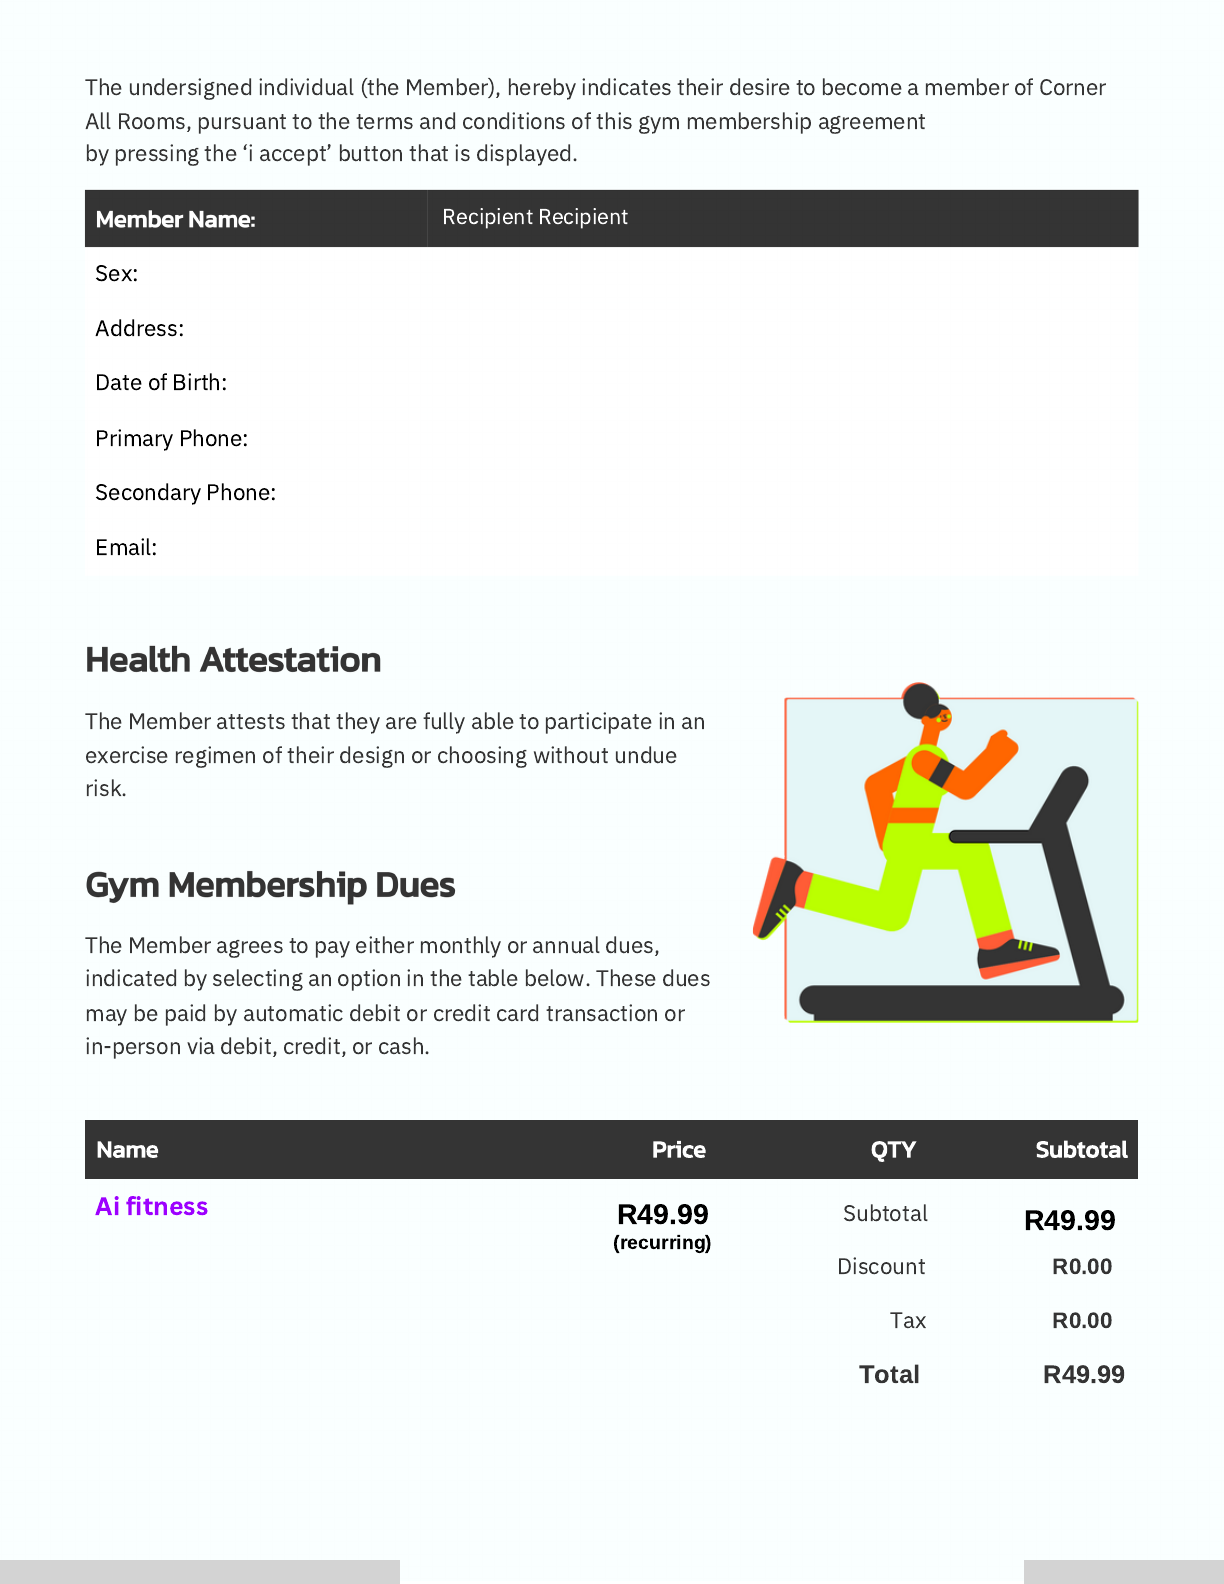 The undersigned individual (the Member), hereby indicates their desire to become a member of Corner
All Rooms, pursuant to the terms and conditions of this gym membership agreement
by pressing the ‘i accept’ button that is displayed.
Member Name: Recipient Recipient
Sex:
Address:
Date of Birth:
Primary Phone:
Secondary Phone:
Email:
Health Attestation
The Member attests that they are fully able to participate in an
exercise regimen of their design or choosing without undue
risk.
Gym Membership Dues
The Member agrees to pay either monthly or annual dues,
indicated by selecting an option in the table below. These dues
may be paid by automatic debit or credit card transaction or
in-person via debit, credit, or cash.
Name Price QTY Subtotal
Ai fitness R49.99 Subtotal R49.99
(recurring)
Discount R0.00
Tax R0.00
Total R49.99